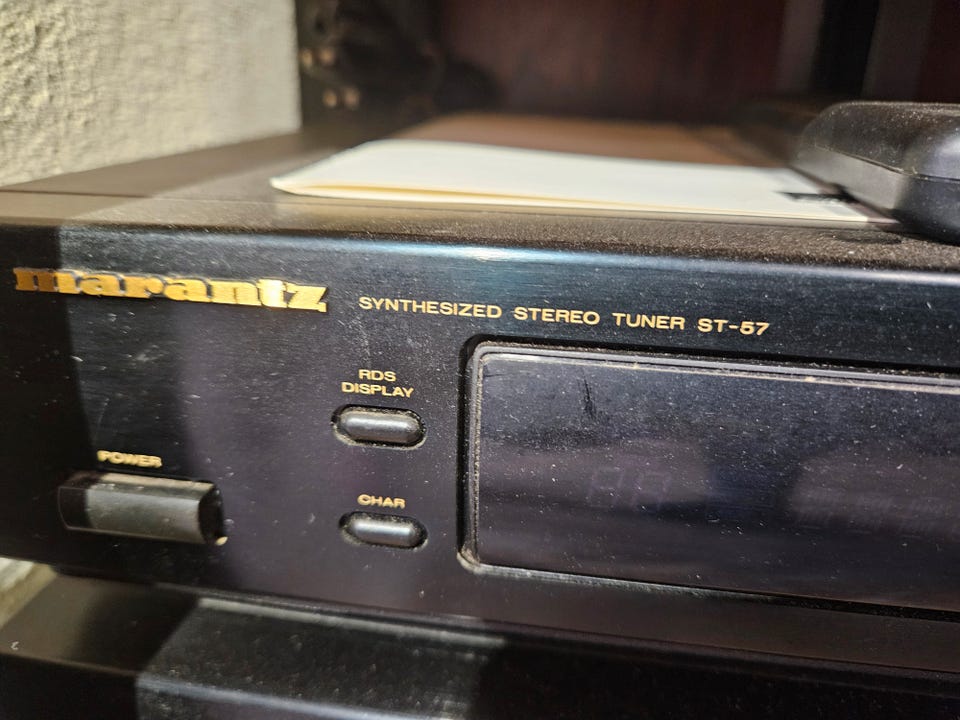 marantz SYNTHESIZED STEREO TUNER ST-57
RDS
DISPLAY
POWER
CHAR